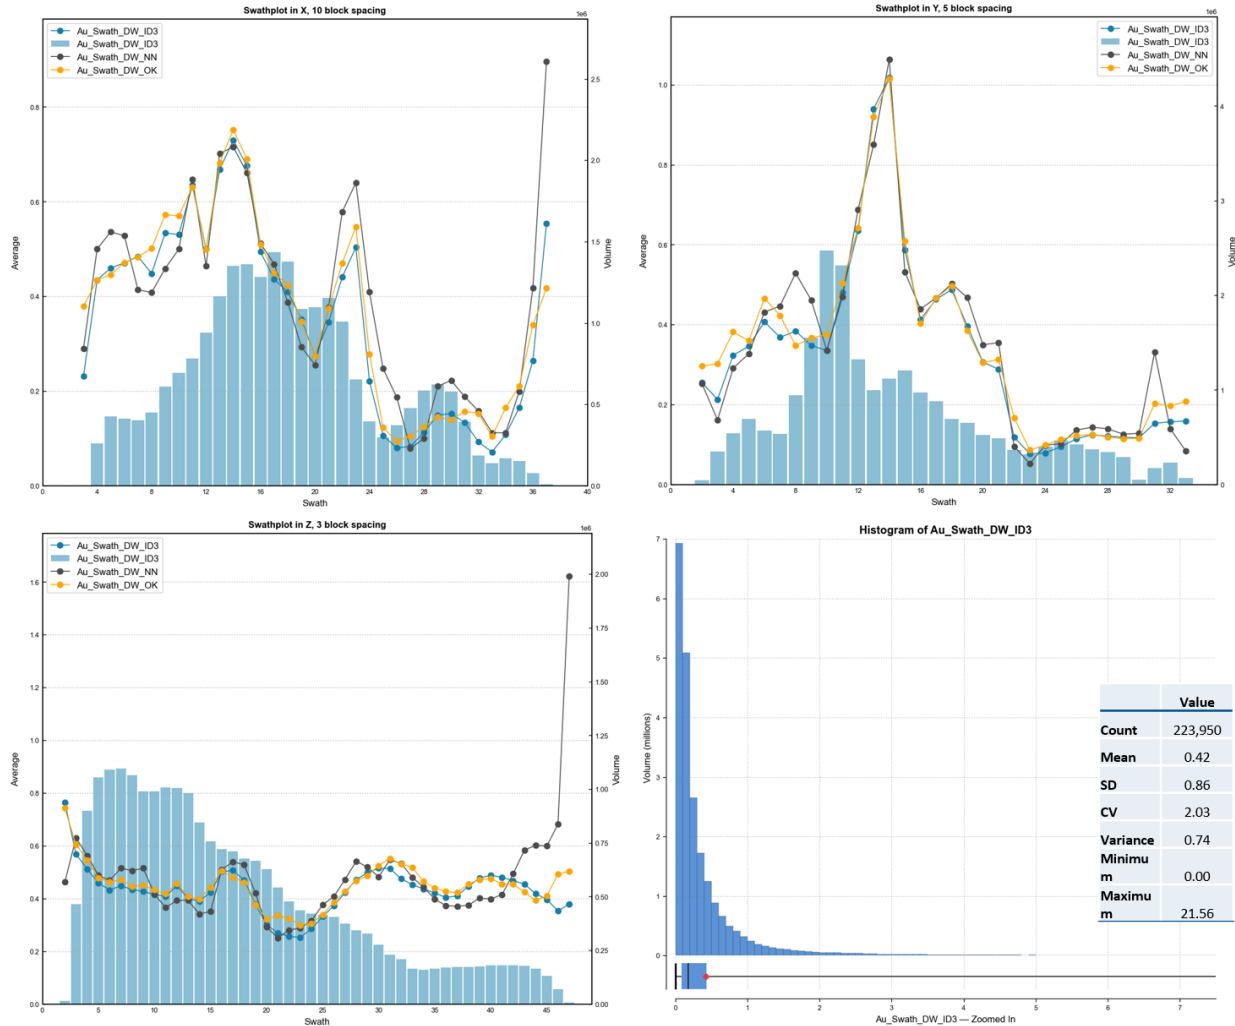 Swathplot in X, 10 block spacing
1e6
Au_Swath_DW_ID3
Au_Swath_DW_ID3
Au_Swath_DW_NN
Au_Swath_DW_OK
Average
Volume
0.8
0.6
0.4
0.2
0.0
2.5
2.0
1.5
1.0
0.5
0.0
0 4 8 12 16 20 24 28 32 36 40
Swath
Swathplot in Y, 5 block spacing
1e6
Au_Swath_DW_ID3
Au_Swath_DW_ID3
Au_Swath_DW_NN
Au_Swath_DW_OK
Average
Volume
1.0
0.8
0.6
0.4
0.2
0.0
4
3
2
1
0
0 4 8 12 16 20 24 28 32
Swath
Swathplot in Z, 3 block spacing
1e6
Au_Swath_DW_ID3
Au_Swath_DW_ID3
Au_Swath_DW_NN
Au_Swath_DW_OK
Average
Volume
1.6
1.4
1.2
1.0
0.8
0.6
0.4
0.2
0.0
2.00
1.75
1.50
1.25
1.00
0.75
0.50
0.25
0.00
0 5 10 15 20 25 30 35 40 45
Swath
Histogram of Au_Swath_DW_ID3
Volume (millions)
7
6
5
4
3
2
1
0
0 1 2 3 4 5 6 7
Au_Swath_DW_ID3 — Zoomed In
Value
Count 223,950
Mean 0.42
SD 0.86
CV 2.03
Variance 0.74
Minimu
m 0.00
Maximu
m 21.56